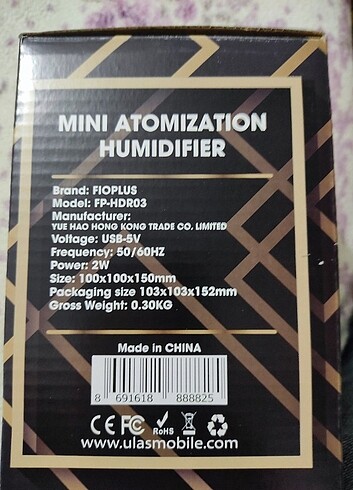 MINI ATOMIZATION
HUMIDIFIER
Brand: FIOPLUS
Model: FP-HDR03
Manufacturer:
YUE HAO HONG KONG TRADE CO, LIMITED
Voltage: USB-5V
Frequency: 50/60HZ
Power: 2W
Size: 100x100x150mm
Packaging size 103x103x152mm
Gross Weight: 0.30KG
Made in CHINA
8 691618 888825
CE FC RoHS
www.ulasmobile.com